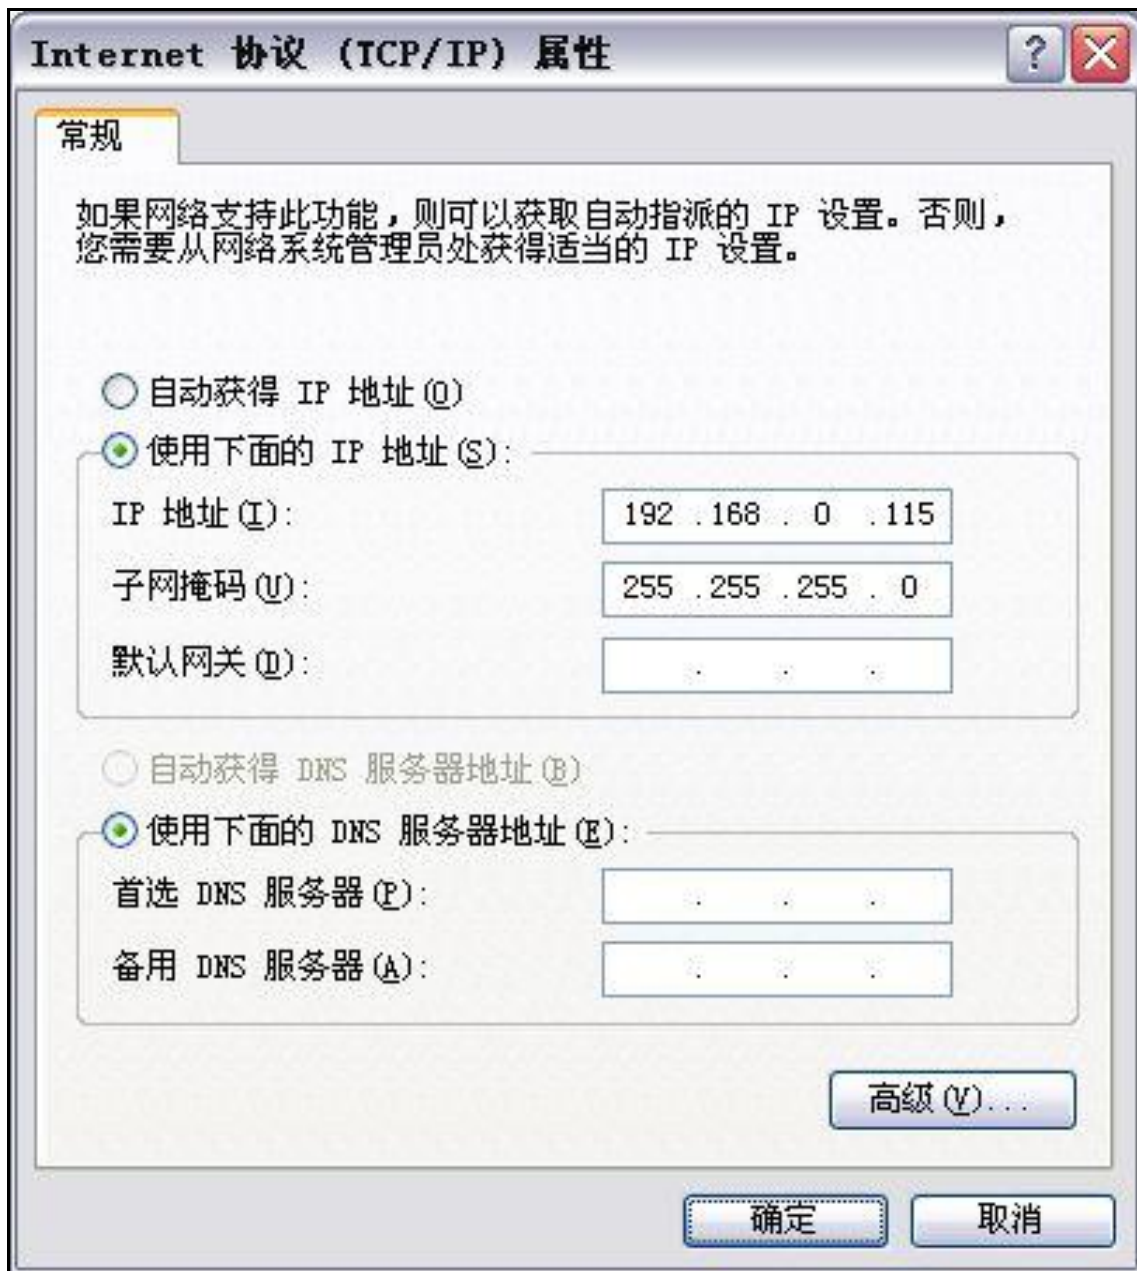 Internet 协议 (TCP/IP) 属性
常规
如果网络支持此功能，则可以获取自动指派的 IP 设置。否则，
您需要从网络系统管理员处获得适当的 IP 设置。
自动获得 IP 地址(O)
使用下面的 IP 地址(S):
IP 地址(I): 192 .168 . 0 .115
子网掩码(U): 255 .255 .255 . 0
默认网关(D): . . .
自动获得 DNS 服务器地址(B)
使用下面的 DNS 服务器地址(E):
首选 DNS 服务器(P): . . .
备用 DNS 服务器(A): . . .
高级(V)...
确定 取消